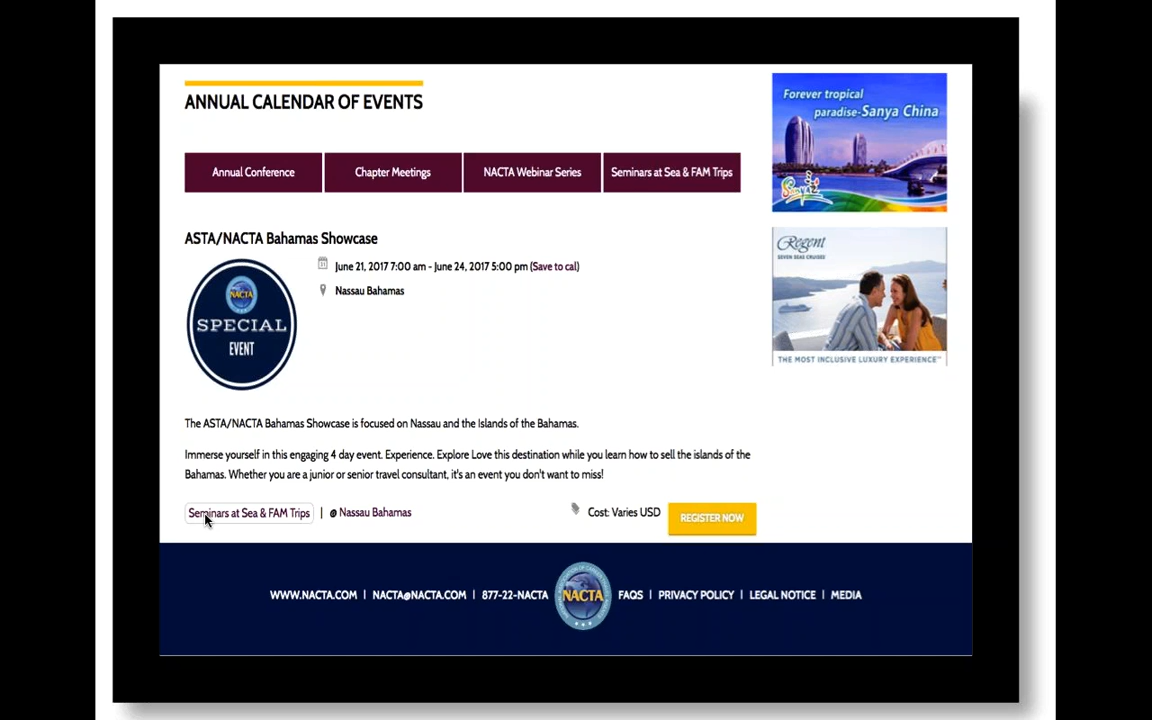 ANNUAL CALENDAR OF EVENTS
Annual Conference
Chapter Meetings
NACTA Webinar Series
Seminars at Sea & FAM Trips
ASTA/NACTA Bahamas Showcase
June 21, 2017 7:00 am - June 24, 2017 5:00 pm (Save to cal)
Nassau Bahamas
NACTA
SPECIAL
EVENT
The ASTA/NACTA Bahamas Showcase is focused on Nassau and the Islands of the Bahamas.
Immerse yourself in this engaging 4 day event. Experience. Explore Love this destination while you learn how to sell the islands of the
Bahamas. Whether you are a junior or senior travel consultant, it's an event you don't want to miss!
Seminars at Sea & FAM Trips | @ Nassau Bahamas
Cost: Varies USD
REGISTER NOW
Forever tropical
paradise-Sanya China
Regent
SEVEN SEAS CRUISES
THE MOST INCLUSIVE LUXURY EXPERIENCE™
WWW.NACTA.COM | NACTA@NACTA.COM | 877-22-NACTA
NACTA
FAQS | PRIVACY POLICY | LEGAL NOTICE | MEDIA